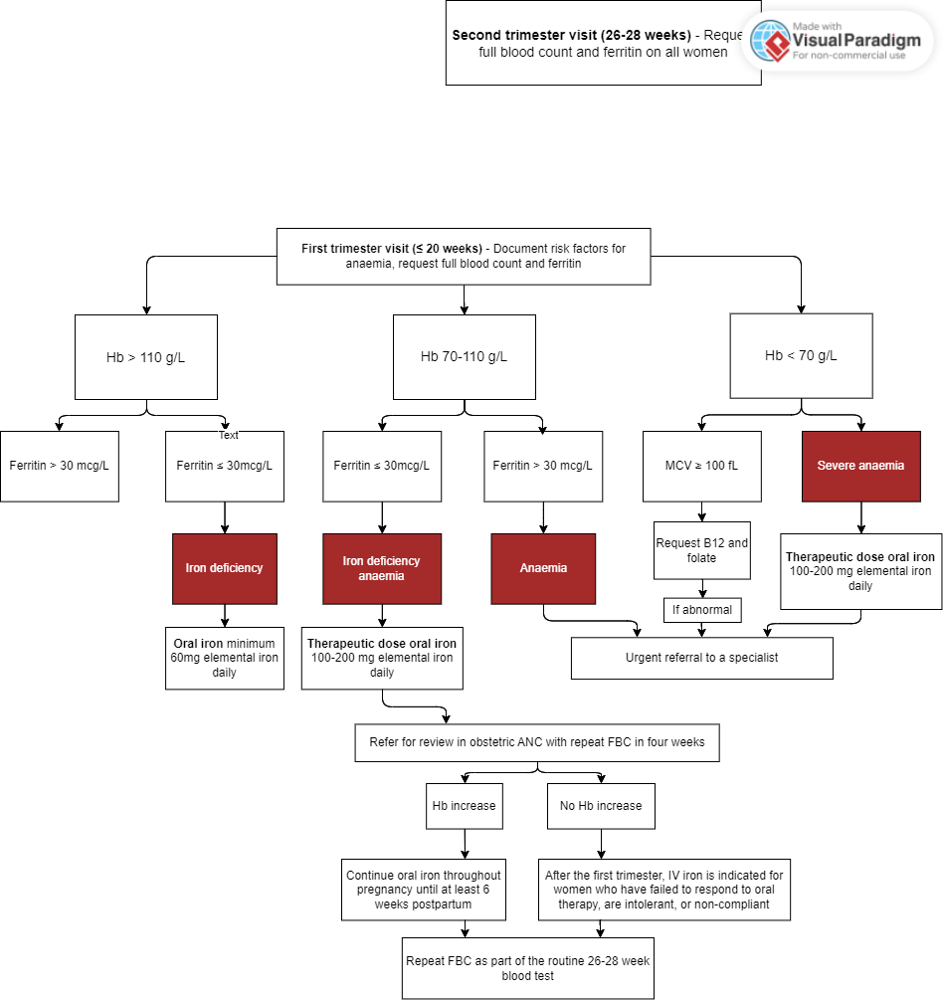 Second trimester visit (26-28 weeks) - Reque
full blood count and ferritin on all women
Made with
Visual Paradigm
For non-commercial use
First trimester visit (≤ 20 weeks) - Document risk factors for
anaemia, request full blood count and ferritin
Hb > 110 g/L
Hb 70-110 g/L
Hb < 70 g/L
Text
Ferritin > 30 mcg/L
Ferritin ≤ 30mcg/L
Ferritin ≤ 30mcg/L
Ferritin > 30 mcg/L
MCV ≥ 100 fL
Severe anaemia
Iron deficiency
Iron deficiency
anaemia
Anaemia
Request B12 and
folate
Therapeutic dose oral iron
100-200 mg elemental iron
daily
If abnormal
Oral iron minimum
60mg elemental iron
daily
Therapeutic dose oral iron
100-200 mg elemental iron
daily
Urgent referral to a specialist
Refer for review in obstetric ANC with repeat FBC in four weeks
Hb increase
No Hb increase
Continue oral iron throughout
pregnancy until at least 6
weeks postpartum
After the first trimester, IV iron is indicated for
women who have failed to respond to oral
therapy, are intolerant, or non-compliant
Repeat FBC as part of the routine 26-28 week
blood test